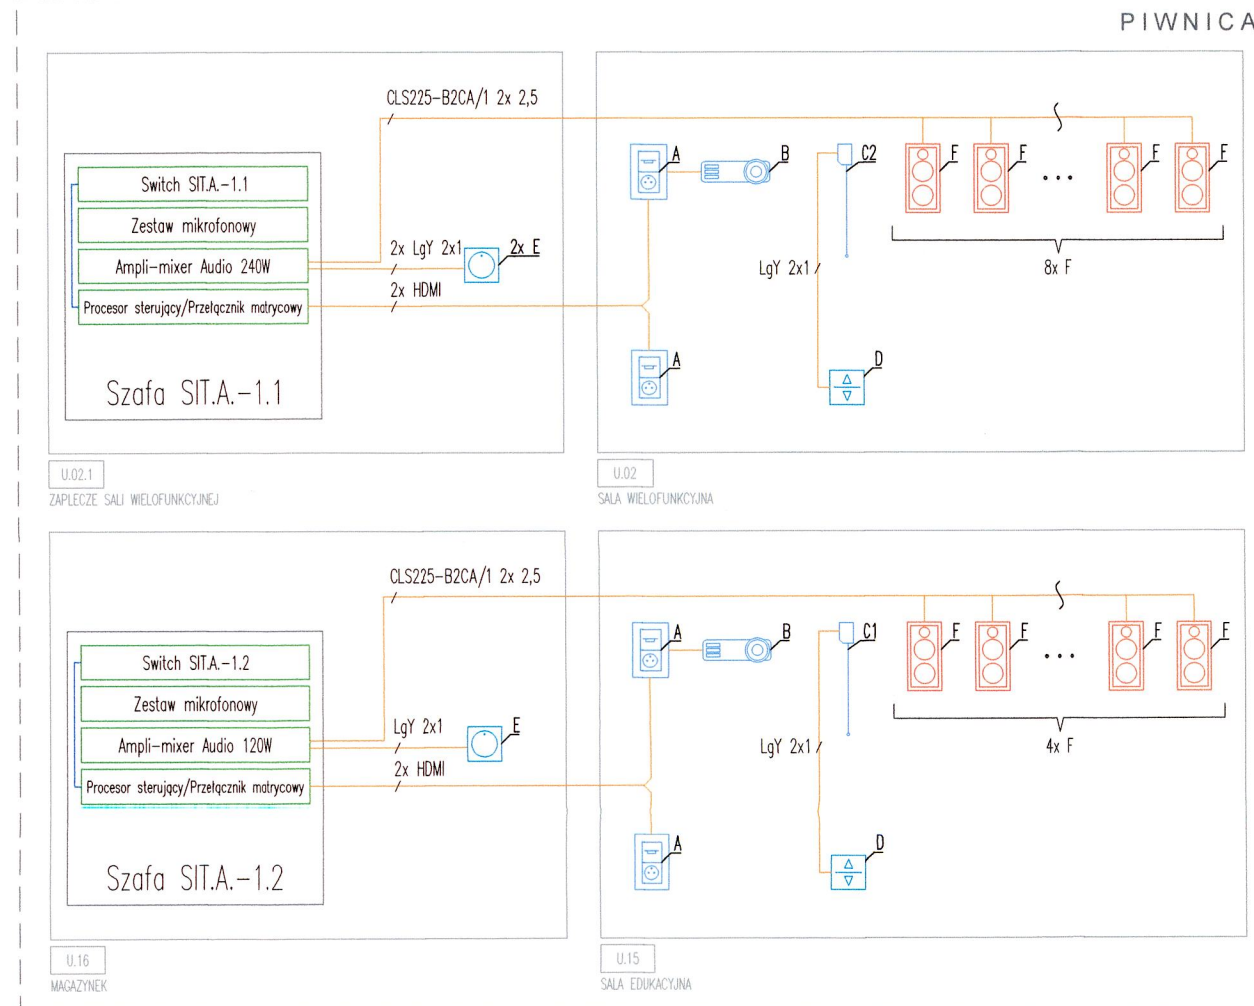 PIWNICA
CLS225-B2CA/1 2x 2,5
Switch SIT.A.-1.1
Zestaw mikrofonowy
Ampli-mixer Audio 240W
Procesor sterujący/Przełącznik matrycowy
Szafa SIT.A.-1.1
2x LgY 2x1
2x E
2x HDMI
U.02.1
ZAPLECZE SALI WIELOFUNKCYJNEJ
A
B
C2
F
F
F
F
LgY 2x1
8x F
A
D
U.02
SALA WIELOFUNKCYJNA
CLS225-B2CA/1 2x 2,5
Switch SIT.A.-1.2
Zestaw mikrofonowy
Ampli-mixer Audio 120W
Procesor sterujący/Przełącznik matrycowy
Szafa SIT.A.-1.2
LgY 2x1
E
2x HDMI
U.16
MAGAZYNEK
A
B
C1
F
F
F
F
LgY 2x1
4x F
A
D
U.15
SALA EDUKACYJNA